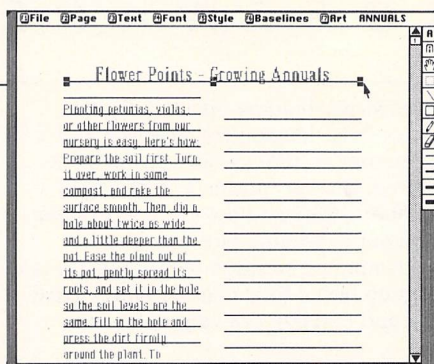 File Page Text Font Style Baselines Art ANNUALS
Flower Points - Growing Annuals
Planting petunias, violas,
or other flowers from our
nursery is easy. Here's how:
Prepare the soil first. Turn
it over, work in some
compost, and rake the
surface smooth. Then, dig a
hole about twice as wide
and a little deeper than the
pot. Ease the plant out of
its pot, gently spread its
roots, and set it in the hole
so the soil levels are the
same. Fill in the hole and
press the dirt firmly
around the plant. To